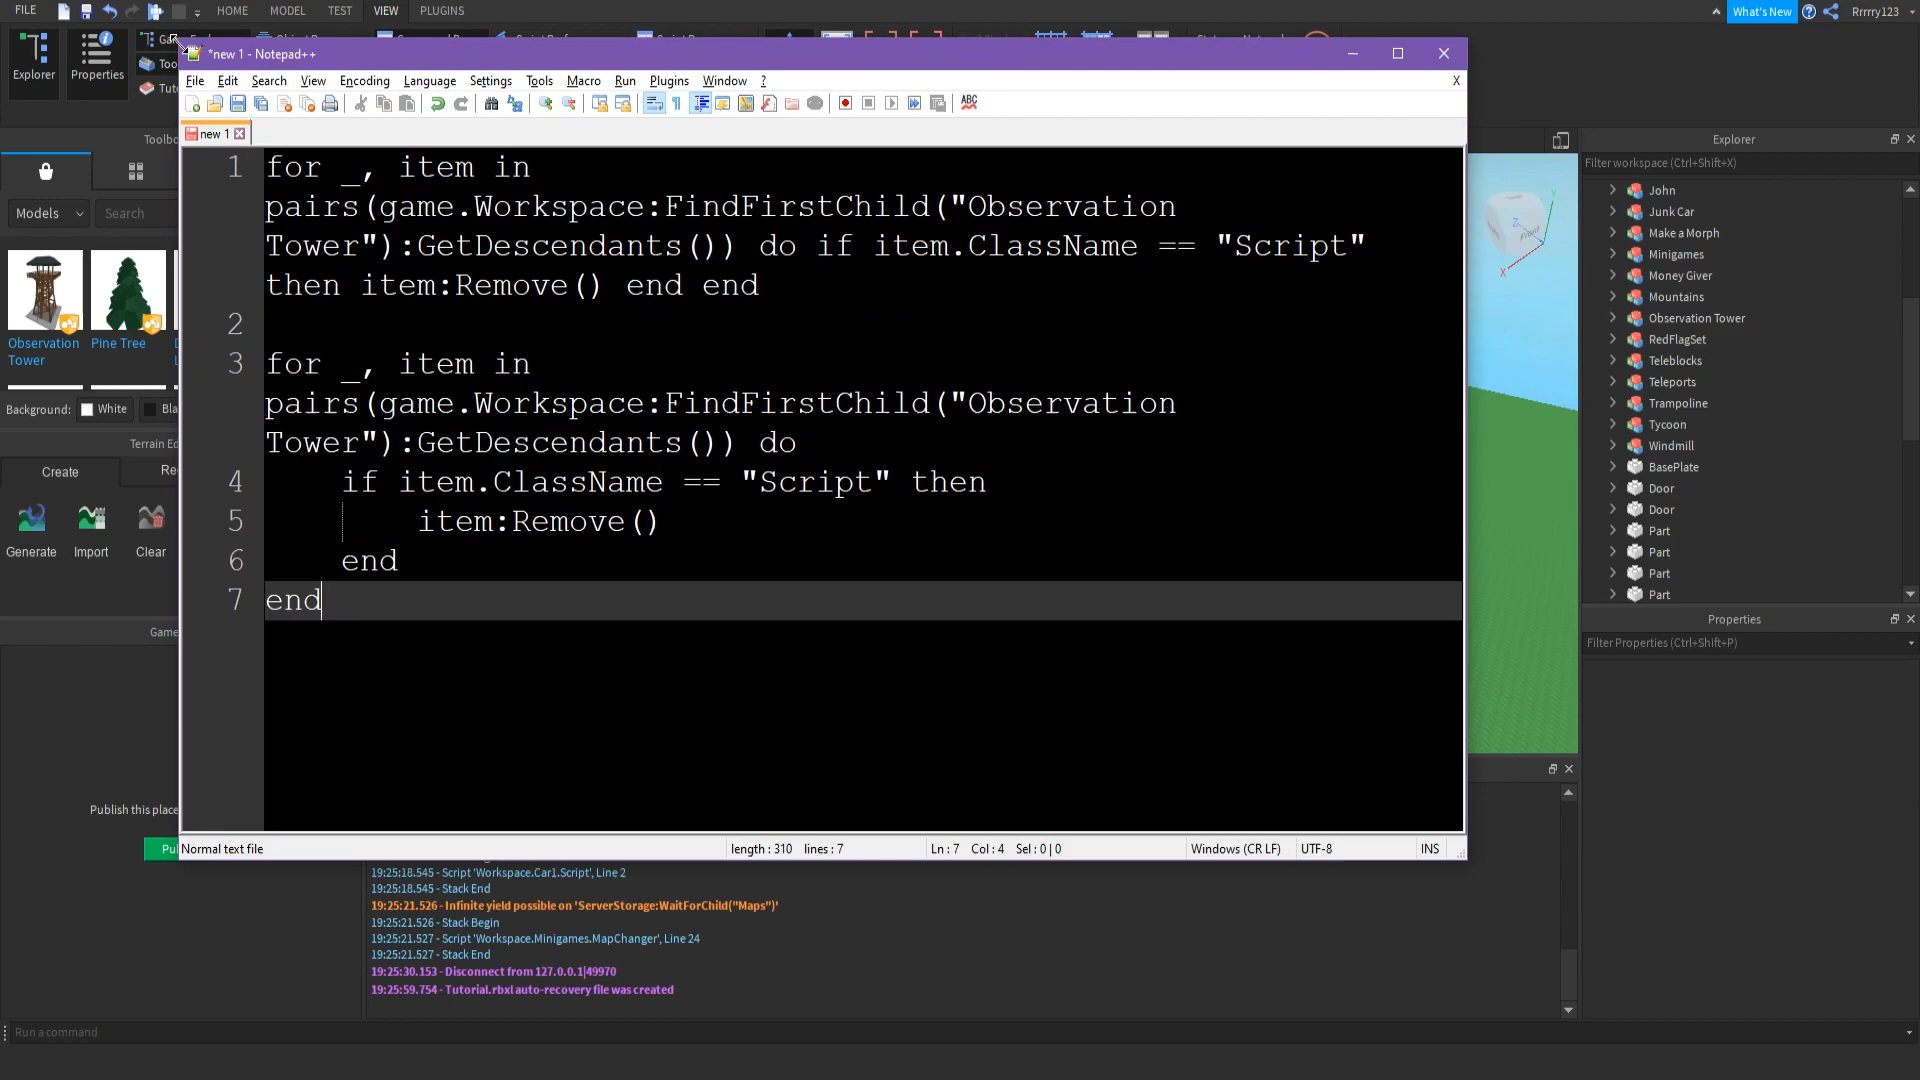 FILE
HOME
MODEL
TEST
VIEW
PLUGINS
What's New
Rrrrry123
Explorer
Properties
*new 1 - Notepad++
File Edit Search View Encoding Language Settings Tools Macro Run Plugins Window ?
X
new 1
1 for _, item in
pairs(game.Workspace:FindFirstChild("Observation
Tower"):GetDescendants()) do if item.ClassName == "Script"
then item:Remove() end end
2
3 for _, item in
pairs(game.Workspace:FindFirstChild("Observation
Tower"):GetDescendants()) do
4 if item.ClassName == "Script" then
5 item:Remove()
6 end
7 end
Normal text file
length : 310 lines : 7
Ln : 7 Col : 4 Sel : 0 | 0
Windows (CR LF)
UTF-8
INS
Models
Search
Observation
Tower
Pine Tree
Background:
White
Create
Generate
Import
Clear
Publish this place
19:25:18.545 - Script 'Workspace.Car1.Script', Line 2
19:25:18.545 - Stack End
19:25:21.526 - Infinite yield possible on 'ServerStorage:WaitForChild("Maps")'
19:25:21.526 - Stack Begin
19:25:21.527 - Script 'Workspace.Minigames.MapChanger', Line 24
19:25:21.527 - Stack End
19:25:30.153 - Disconnect from 127.0.0.1|49970
19:25:59.754 - Tutorial.rbxl auto-recovery file was created
Run a command
Explorer
Filter workspace (Ctrl+Shift+X)
John
Junk Car
Make a Morph
Minigames
Money Giver
Mountains
Observation Tower
RedFlagSet
Teleblocks
Teleports
Trampoline
Tycoon
Windmill
BasePlate
Door
Door
Part
Part
Part
Part
Properties
Filter Properties (Ctrl+Shift+P)